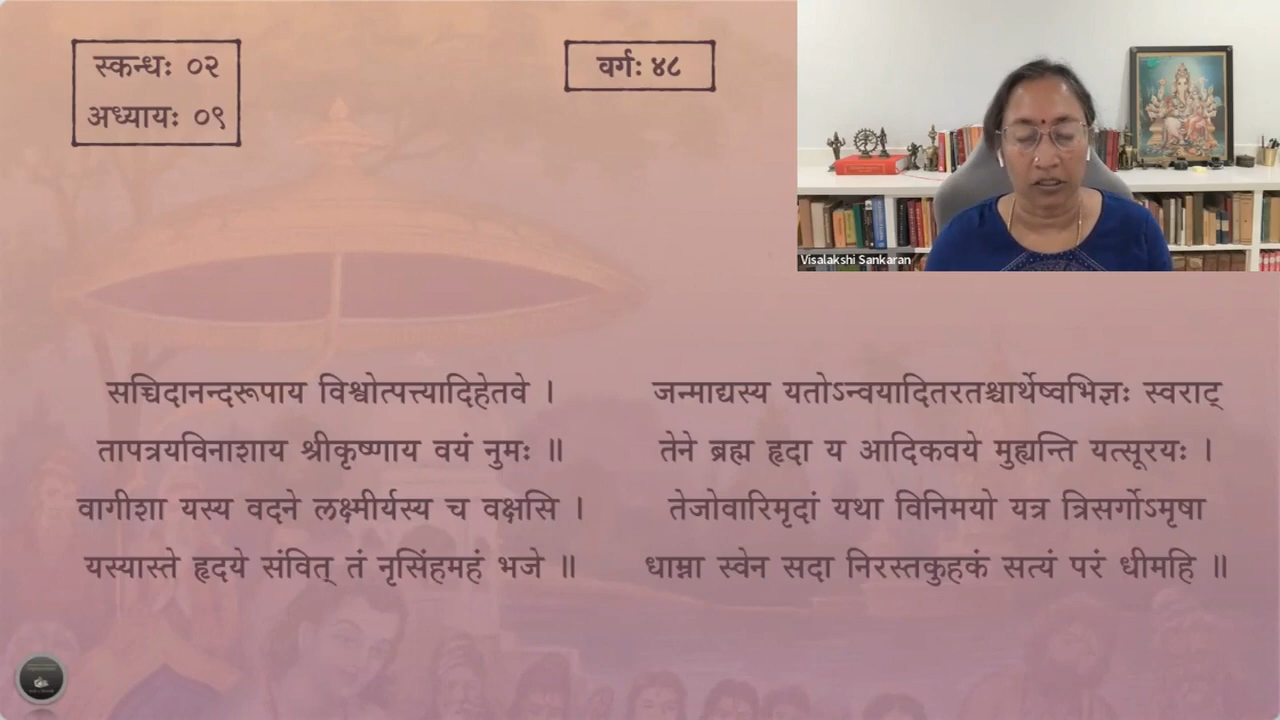 स्कन्धः ०२
अध्यायः ०९
वर्गः ४८
Visalakshi Sankaran
सच्चिदानन्दरूपाय विश्वोत्पत्त्यादिहेतवे ।
तापत्रयविनाशाय श्रीकृष्णाय वयं नुमः ॥
वागीशा यस्य वदने लक्ष्मीर्यस्य च वक्षसि ।
यस्यास्ते हृदये संवित् तं नृसिंहमहं भजे ॥
जन्माद्यस्य यतोऽन्वयादितरतश्चार्थेष्वभिज्ञः स्वराट्
तेने ब्रह्म हृदा य आदिकवये मुह्यन्ति यत्सूरयः ।
तेजोवारिमृदां यथा विनिमयो यत्र त्रिसर्गोऽमृषा
धाम्ना स्वेन सदा निरस्तकुहकं सत्यं परं धीमहि ॥